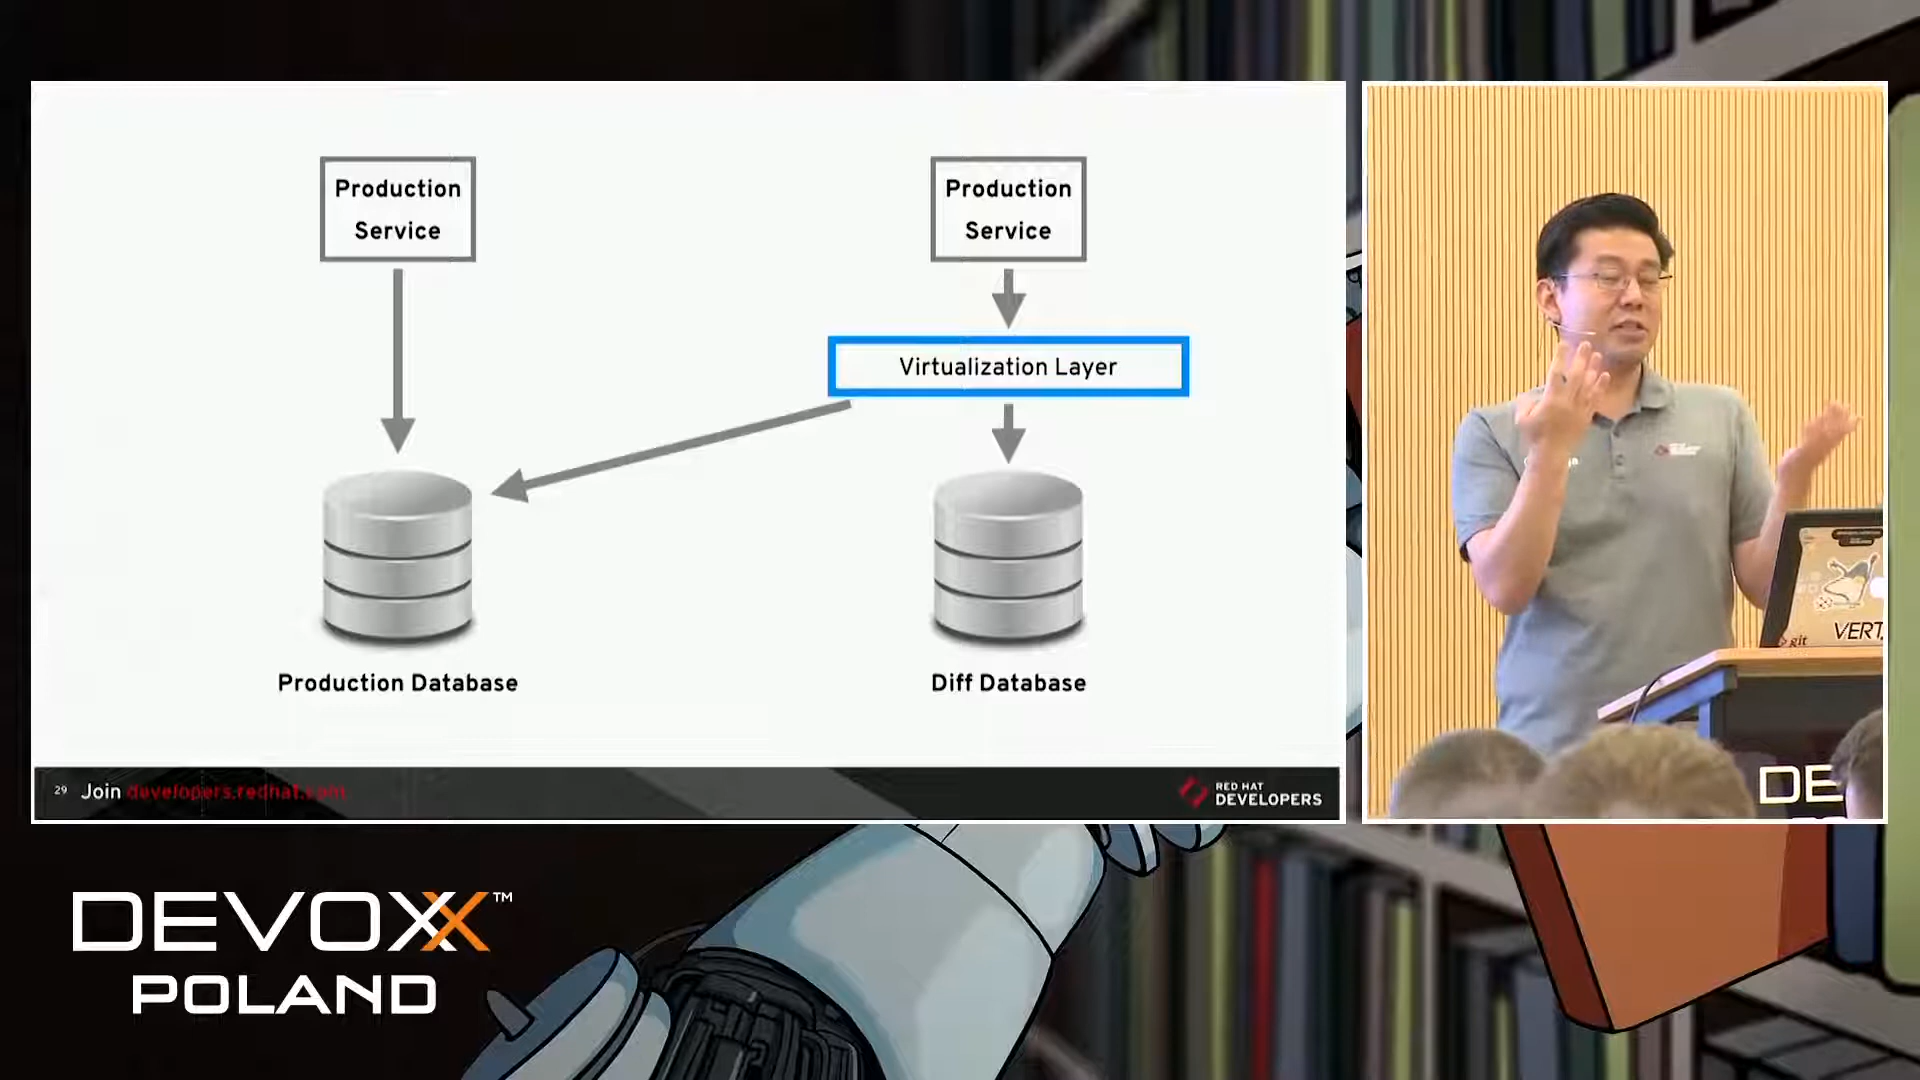 Production
Service
Production
Service
Virtualization Layer
Production Database
Diff Database
29 Join developers.redhat.com
RED HAT
DEVELOPERS
git
VERT
DE
DEVOXX™
POLAND